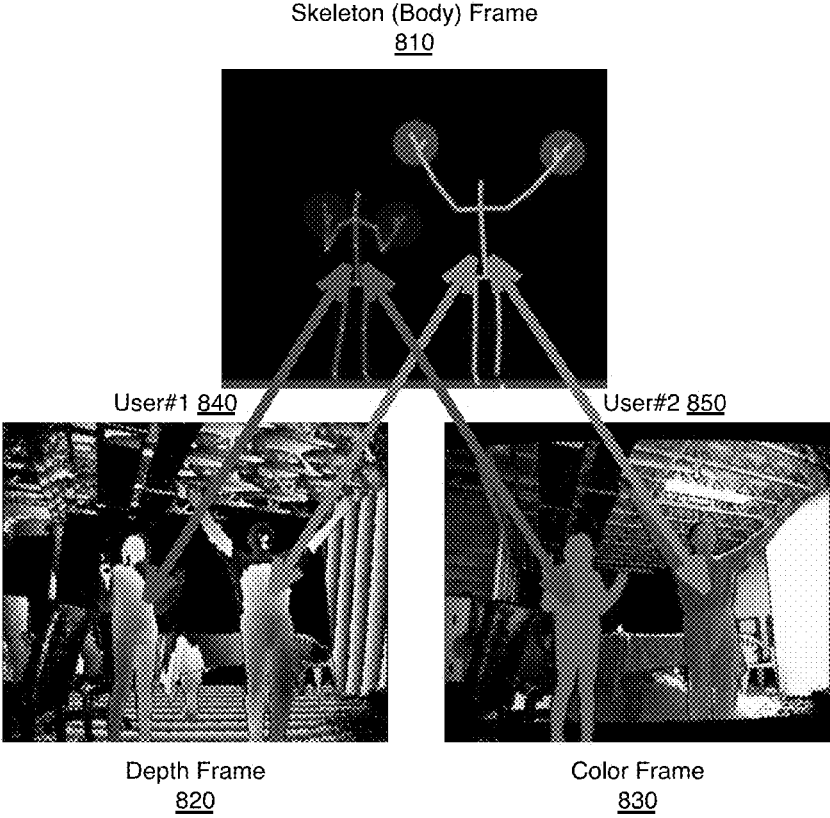 Skeleton (Body) Frame
810
User#1 840
User#2 850
Depth Frame
820
Color Frame
830